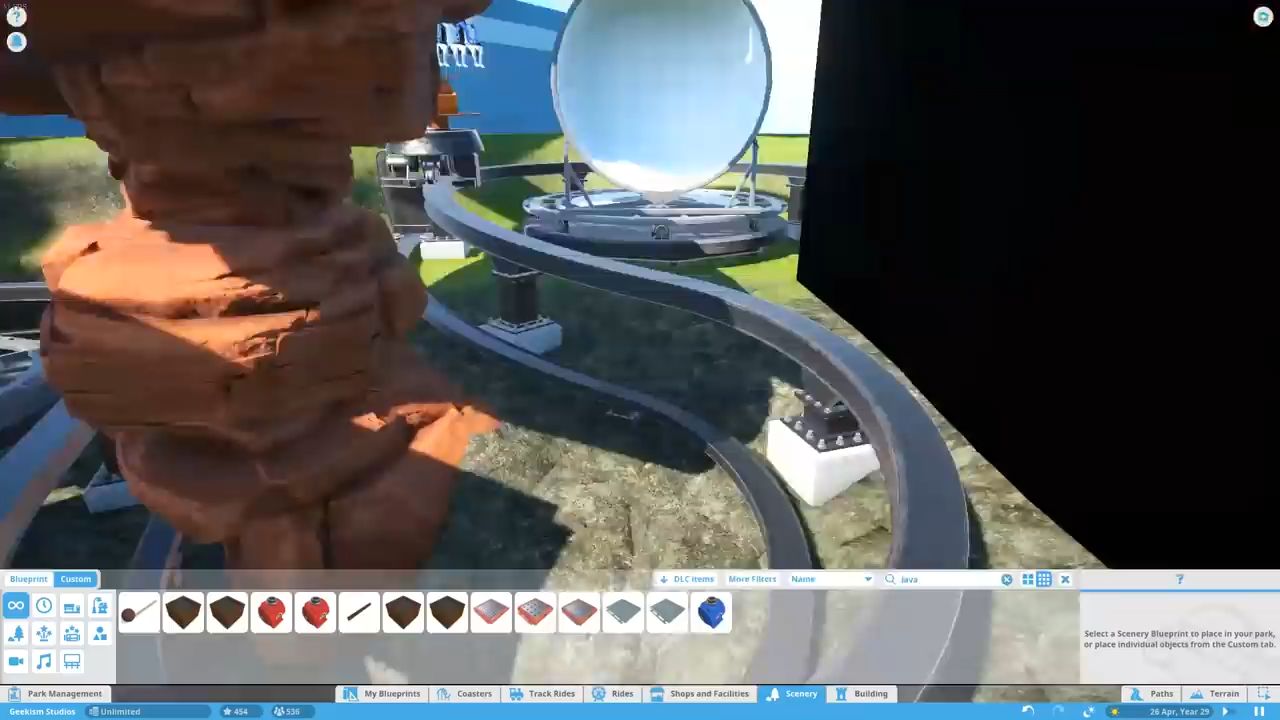 Blueprint Custom DLC Items More Filters Name lava
Select a Scenery Blueprint to place in your park,
or place individual objects from the Custom tab.
Park Management My Blueprints Coasters Track Rides Rides Shops and Facilities Scenery Building Paths Terrain
Geekism Studios Unlimited 454 536 26 Apr, Year 29